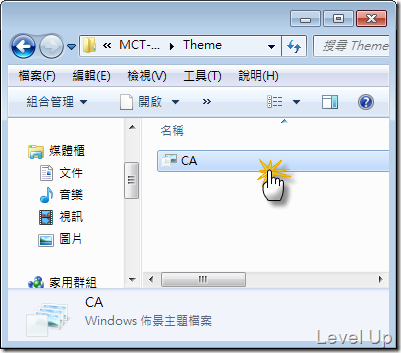 « MCT-... ▸ Theme
搜尋 Theme
檔案(F) 編輯(E) 檢視(V) 工具(T) 說明(H)
組合管理 開啟 »
名稱
CA
媒體櫃
文件
音樂
視訊
圖片
家用群組
CA
Windows 佈景主題檔案
Level Up